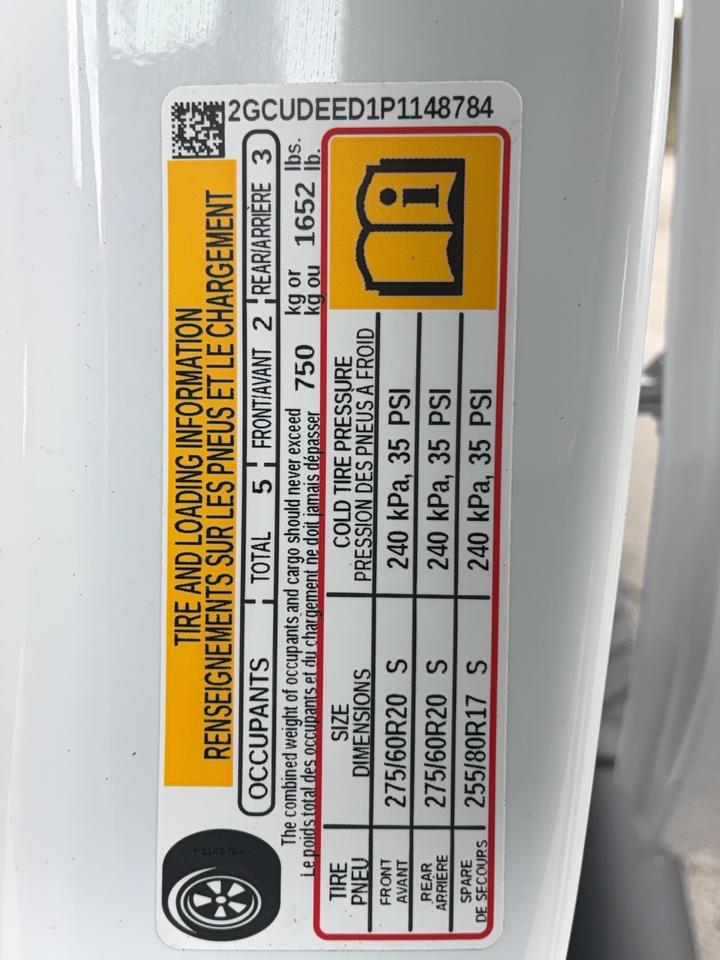 2GCUDEED1P1148784
TIRE AND LOADING INFORMATION
RENSEIGNEMENTS SUR LES PNEUS ET LE CHARGEMENT
OCCUPANTS TOTAL 5 FRONT/AVANT 2 REAR/ARRIÈRE 3
The combined weight of occupants and cargo should never exceed 750 kg or 1652 lbs.
Le poids total des occupants et du chargement ne doit jamais dépasser kg ou lb.
TIRE SIZE COLD TIRE PRESSURE
PNEU DIMENSIONS PRESSION DES PNEUS À FROID
FRONT
AVANT 275/60R20 S 240 kPa, 35 PSI
REAR
ARRIÈRE 275/60R20 S 240 kPa, 35 PSI
SPARE
DE SECOURS 255/80R17 S 240 kPa, 35 PSI